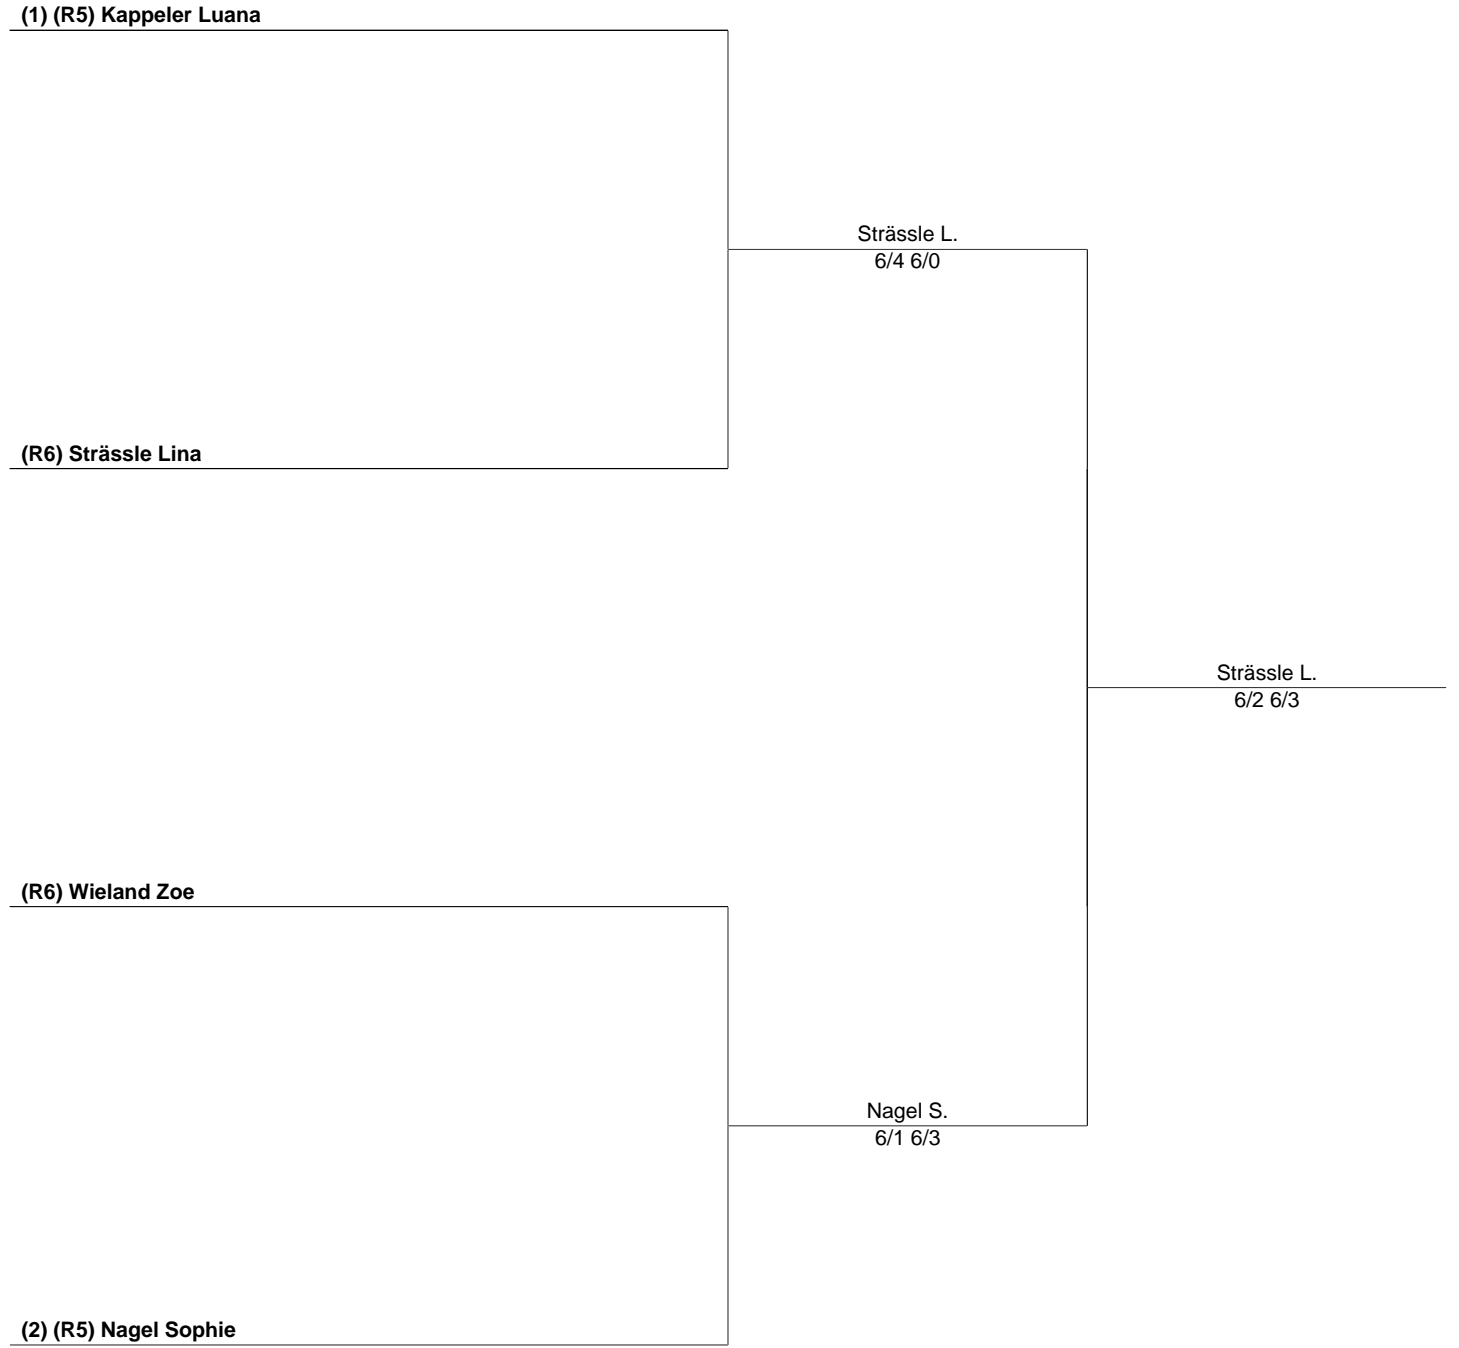 (1) (R5) Kappeler Luana
Strässle L.
6/4 6/0
(R6) Strässle Lina
Strässle L.
6/2 6/3
(R6) Wieland Zoe
Nagel S.
6/1 6/3
(2) (R5) Nagel Sophie